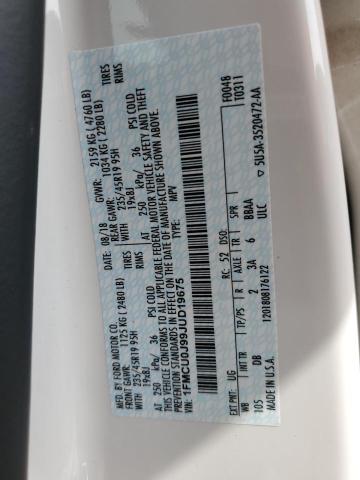 MFD. BY FORD MOTOR CO.
DATE: 08/18 GVWR: 2159 KG ( 4760 LB)
FRONT GAWR: 1125 KG ( 2480 LB) REAR GAWR: 1034 KG ( 2280 LB)
235/45R19 95H TIRES 235/45R19 95H TIRES
19x8J RIMS 19x8J RIMS
AT 250 kPa/ 36 PSI COLD AT 250 kPa/ 36 PSI COLD
THIS VEHICLE CONFORMS TO ALL APPLICABLE FEDERAL MOTOR VEHICLE SAFETY AND THEFT
PREVENTION STANDARDS IN EFFECT ON THE DATE OF MANUFACTURE SHOWN ABOVE.
VIN: 1FMCU0J99JUD19675 TYPE: MPV
F0048
T0311
EXT PNT: UG RC: 52 DSO:
WB INT TR TP/PS R AXLE TR SPR
105 DB 2 3A 6 BBAA
MADE IN U.S.A. 1201808176122 ULC
▽ 5U5A-3520472-AA